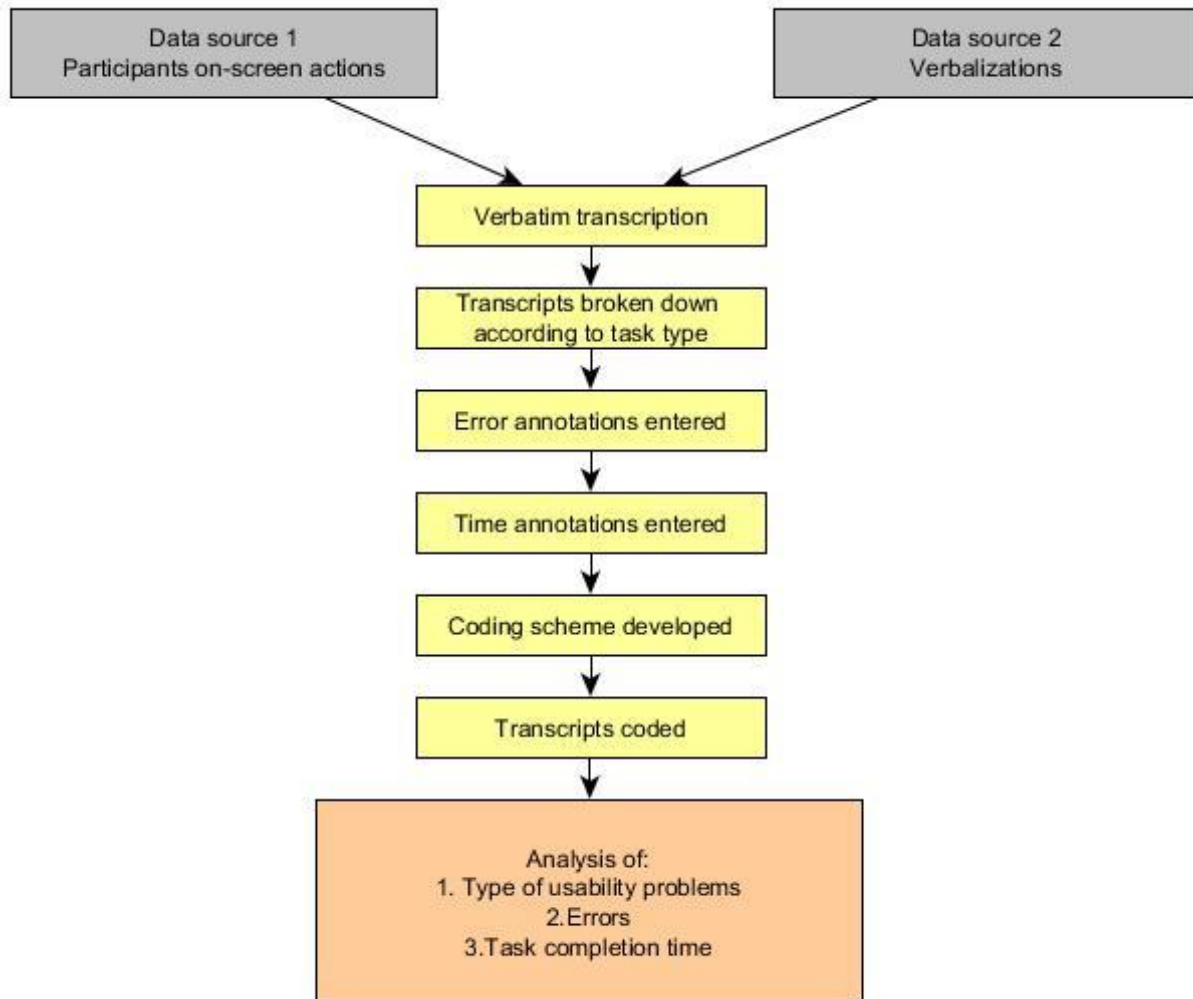 Data source 1
Participants on-screen actions
Data source 2
Verbalizations
Verbatim transcription
Transcripts broken down
according to task type
Error annotations entered
Time annotations entered
Coding scheme developed
Transcripts coded
Analysis of:
1. Type of usability problems
2.Errors
3.Task completion time